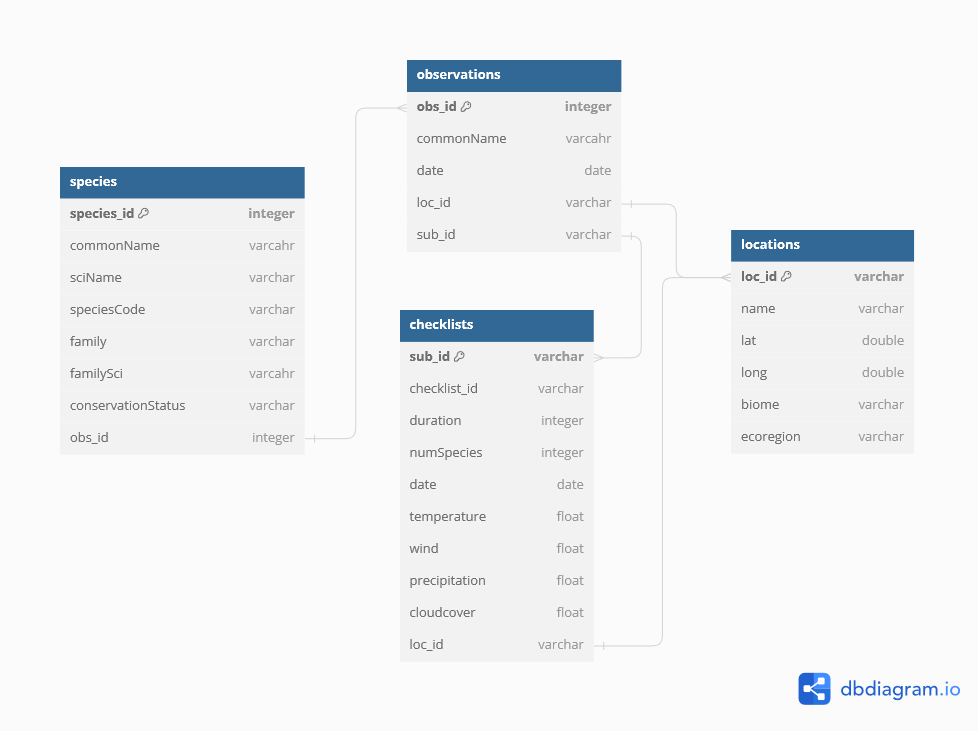 observations
obs_id integer
commonName varcahr
date date
loc_id varchar
sub_id varchar
species
species_id integer
commonName varcahr
sciName varchar
speciesCode varchar
family varchar
familySci varcahr
conservationStatus varchar
obs_id integer
locations
loc_id varchar
name varchar
lat double
long double
biome varchar
ecoregion varchar
checklists
sub_id varchar
checklist_id varchar
duration integer
numSpecies integer
date date
temperature float
wind float
precipitation float
cloudcover float
loc_id varchar
dbdiagram.io